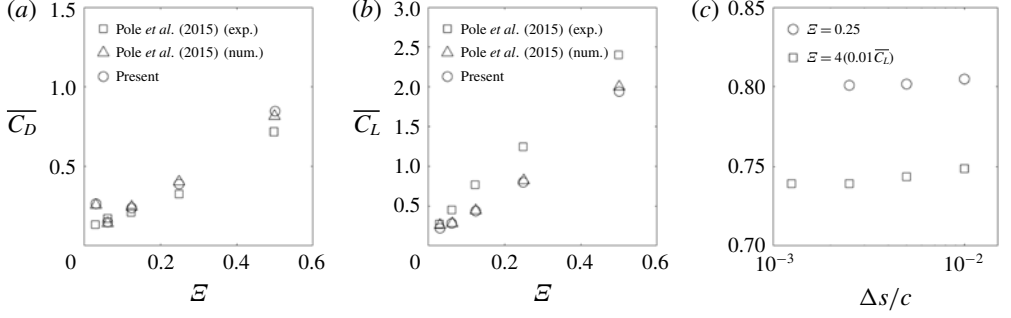 (a)
1.5
Pole et al. (2015) (exp.)
Pole et al. (2015) (num.)
Present
1.0
C_D
0.5
0
0.2
0.4
0.6
Ξ
(b)
3.0
Pole et al. (2015) (exp.)
2.5
Pole et al. (2015) (num.)
2.0
Present
C_L
1.5
1.0
0.5
0
0.2
0.4
0.6
Ξ
(c)
0.85
Ξ = 0.25
Ξ = 4(0.01C_L)
0.80
0.75
0.70
10^{-3}
10^{-2}
Δs/c